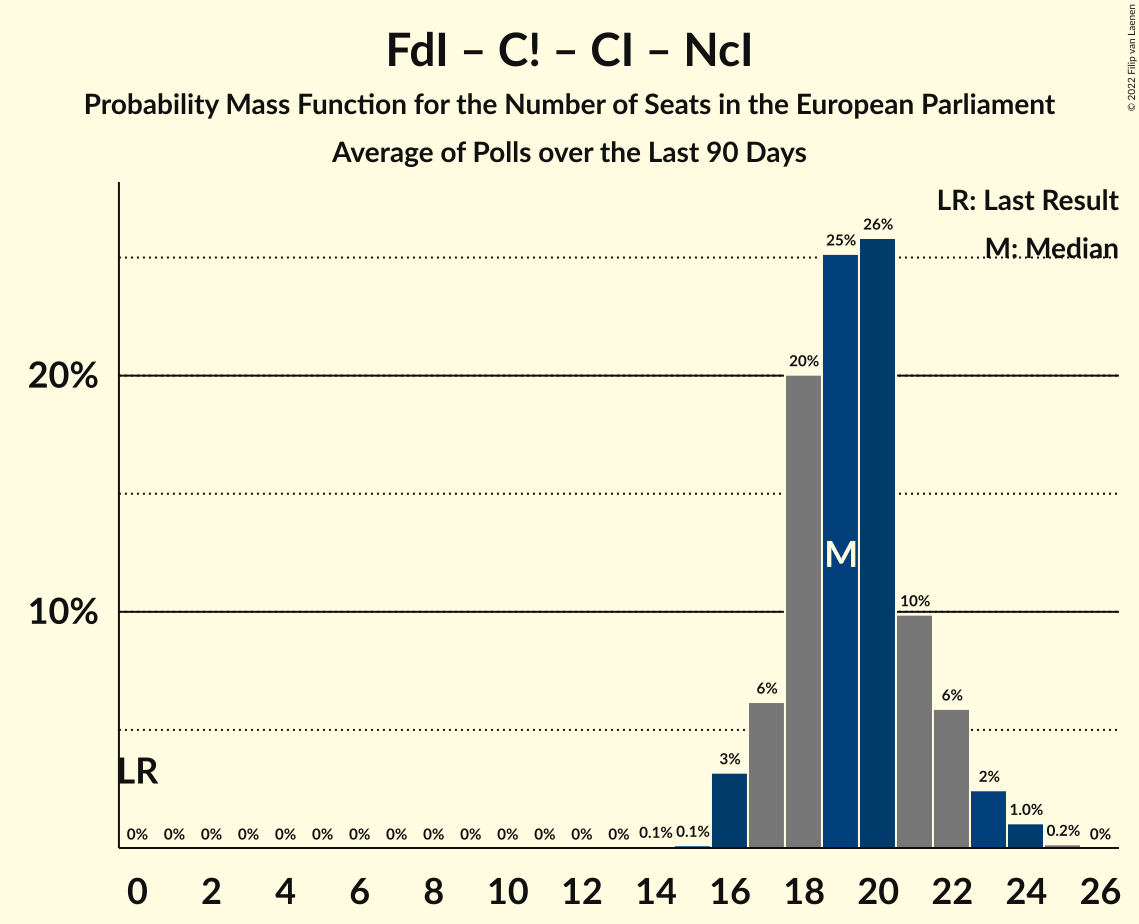 FdI – C! – CI – NcI
Probability Mass Function for the Number of Seats in the European Parliament
Average of Polls over the Last 90 Days
© 2022 Filip van Laenen
LR: Last Result
M: Median
20%
10%
LR
M
0% 0% 0% 0% 0% 0% 0% 0% 0% 0% 0% 0% 0% 0% 0.1% 0.1% 3% 6% 20% 25% 26% 10% 6% 2% 1.0% 0.2% 0%
0 2 4 6 8 10 12 14 16 18 20 22 24 26